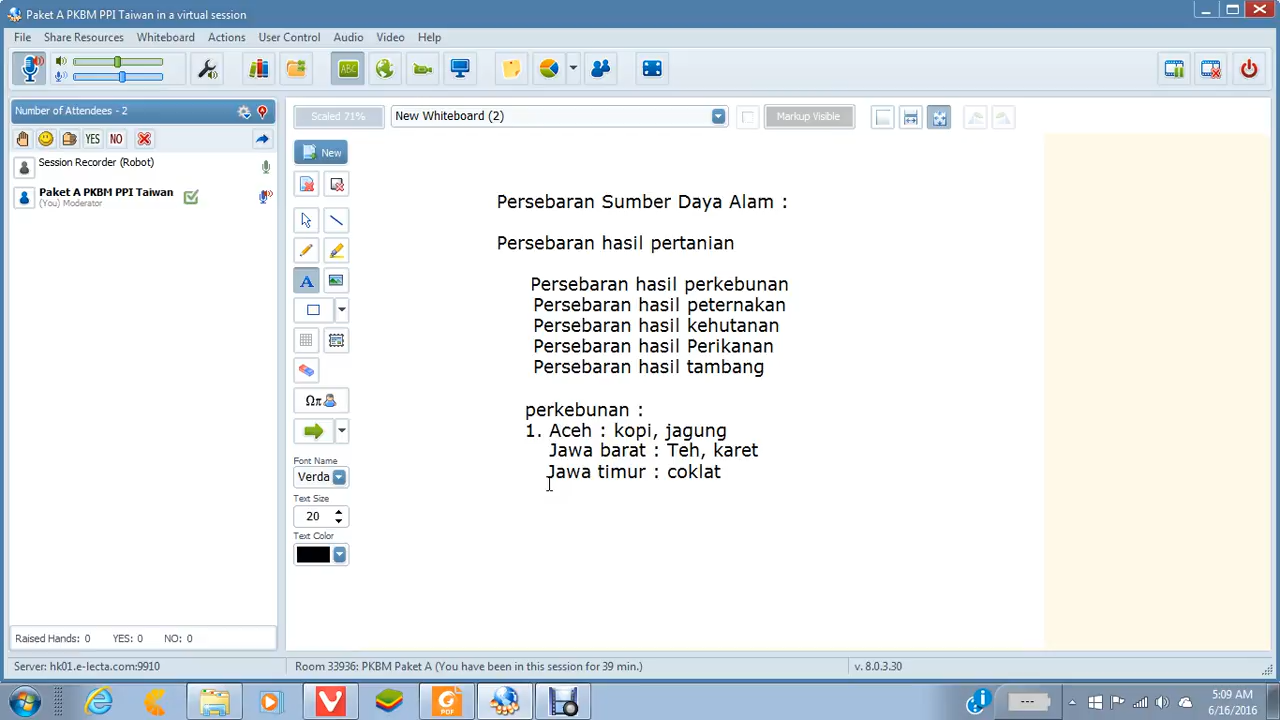 Paket A PKBM PPI Taiwan in a virtual session
File Share Resources Whiteboard Actions User Control Audio Video Help
ABC
Number of Attendees - 2
YES NO
Session Recorder (Robot)
Paket A PKBM PPI Taiwan
(You) Moderator
Raised Hands: 0 YES: 0 NO: 0
Scaled 71% New Whiteboard (2) Markup Visible
New
A
Ωπ
Font Name
Verda
Text Size
20
Text Color
Persebaran Sumber Daya Alam :
Persebaran hasil pertanian
Persebaran hasil perkebunan
Persebaran hasil peternakan
Persebaran hasil kehutanan
Persebaran hasil Perikanan
Persebaran hasil tambang
perkebunan :
1. Aceh : kopi, jagung
Jawa barat : Teh, karet
Jawa timur : coklat
Server: hk01.e-lecta.com:9910 Room 33936: PKBM Paket A (You have been in this session for 39 min.) v. 8.0.3.30
PDF
---
5:09 AM
6/16/2016